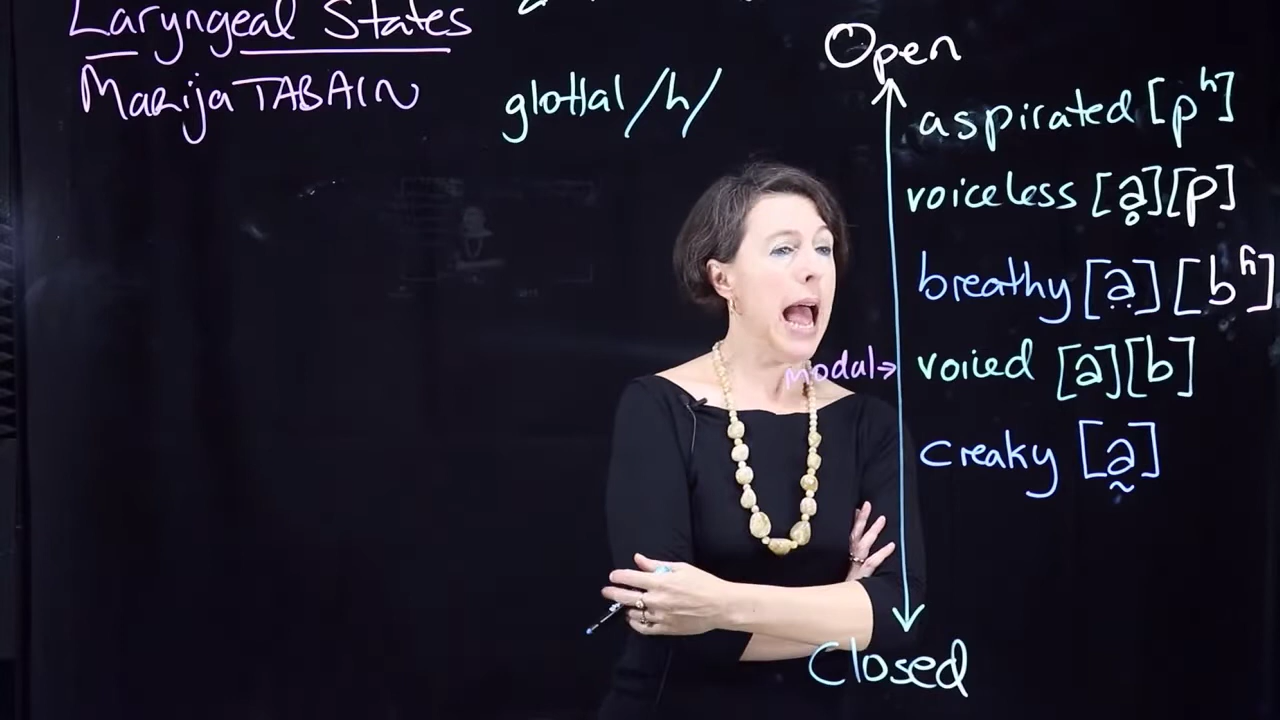 Laryngeal States
Marija TABAIN
glottal /h/
Open
aspirated [pʰ]
voiceless [ḁ][p]
breathy [a̤] [bʱ]
modal→ voiced [a][b]
creaky [a̰]
Closed